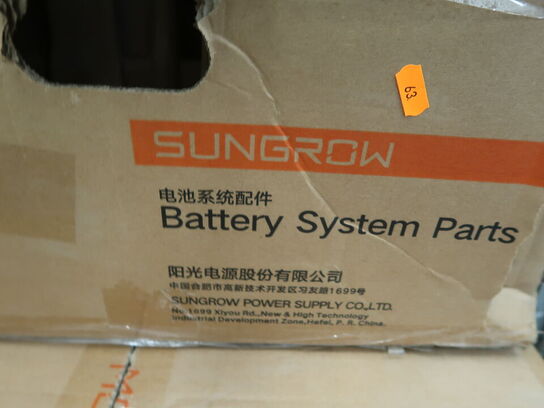 63
SUNGROW
电池系统配件
Battery System Parts
阳光电源股份有限公司
中国合肥市高新技术开发区习友路1699号
SUNGROW POWER SUPPLY CO.,LTD.
No.1699 Xiyou Rd.,New & High Technology
Industrial Development Zone,Hefei, P. R. China.